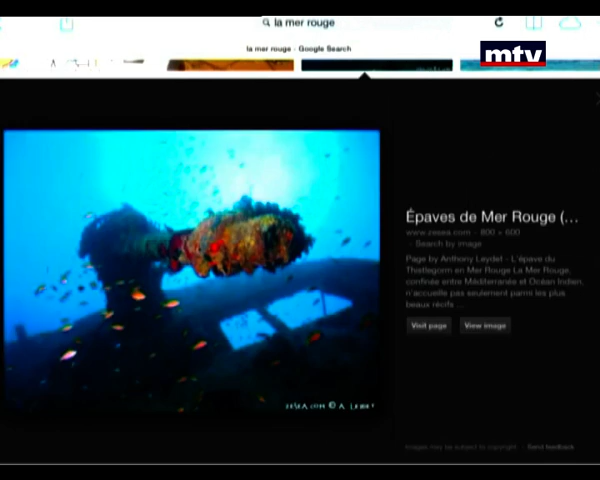 la mer rouge
la mer rouge - Google Search
mtv
Épaves de Mer Rouge (...
www.zesea.com - 800 × 600
- Search by image
Page by Anthony Leydet - L'épave du
Thistlegorm en Mer Rouge La Mer Rouge,
confinée entre Méditerranée et Océan Indien,
n'accueille pas seulement parmi les plus
beaux récifs ...
Visit page View image
Images may be subject to copyright. - Send feedback